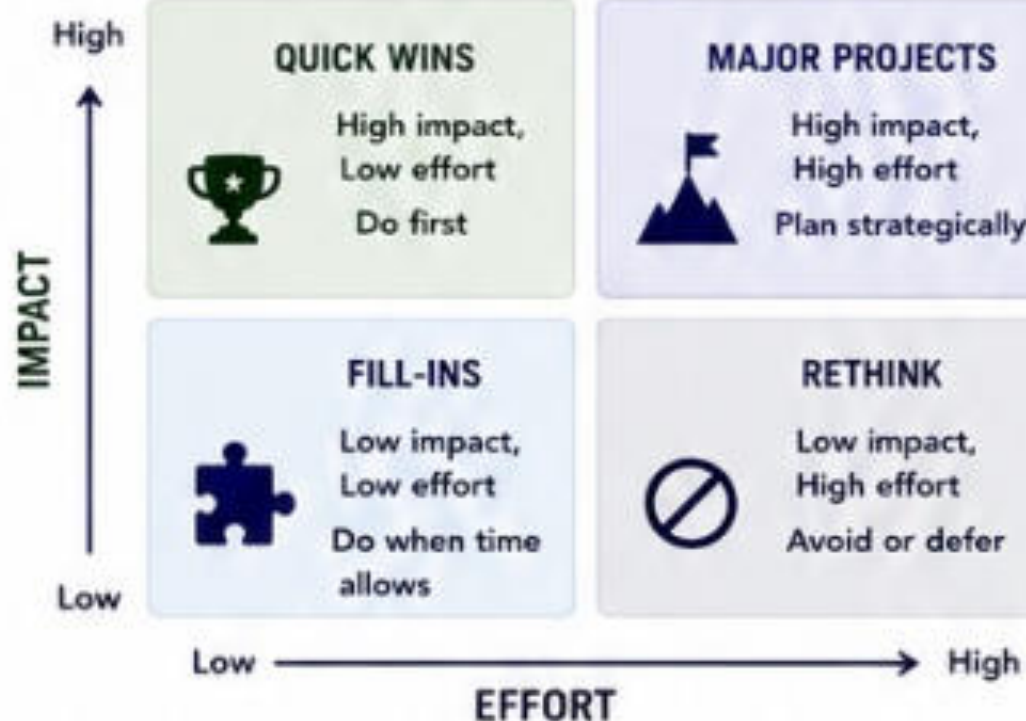 High
QUICK WINS
High impact,
Low effort
Do first
MAJOR PROJECTS
High impact,
High effort
Plan strategically
IMPACT
FILL-INS
Low impact,
Low effort
Do when time
allows
RETHINK
Low impact,
High effort
Avoid or defer
Low
Low
High
EFFORT